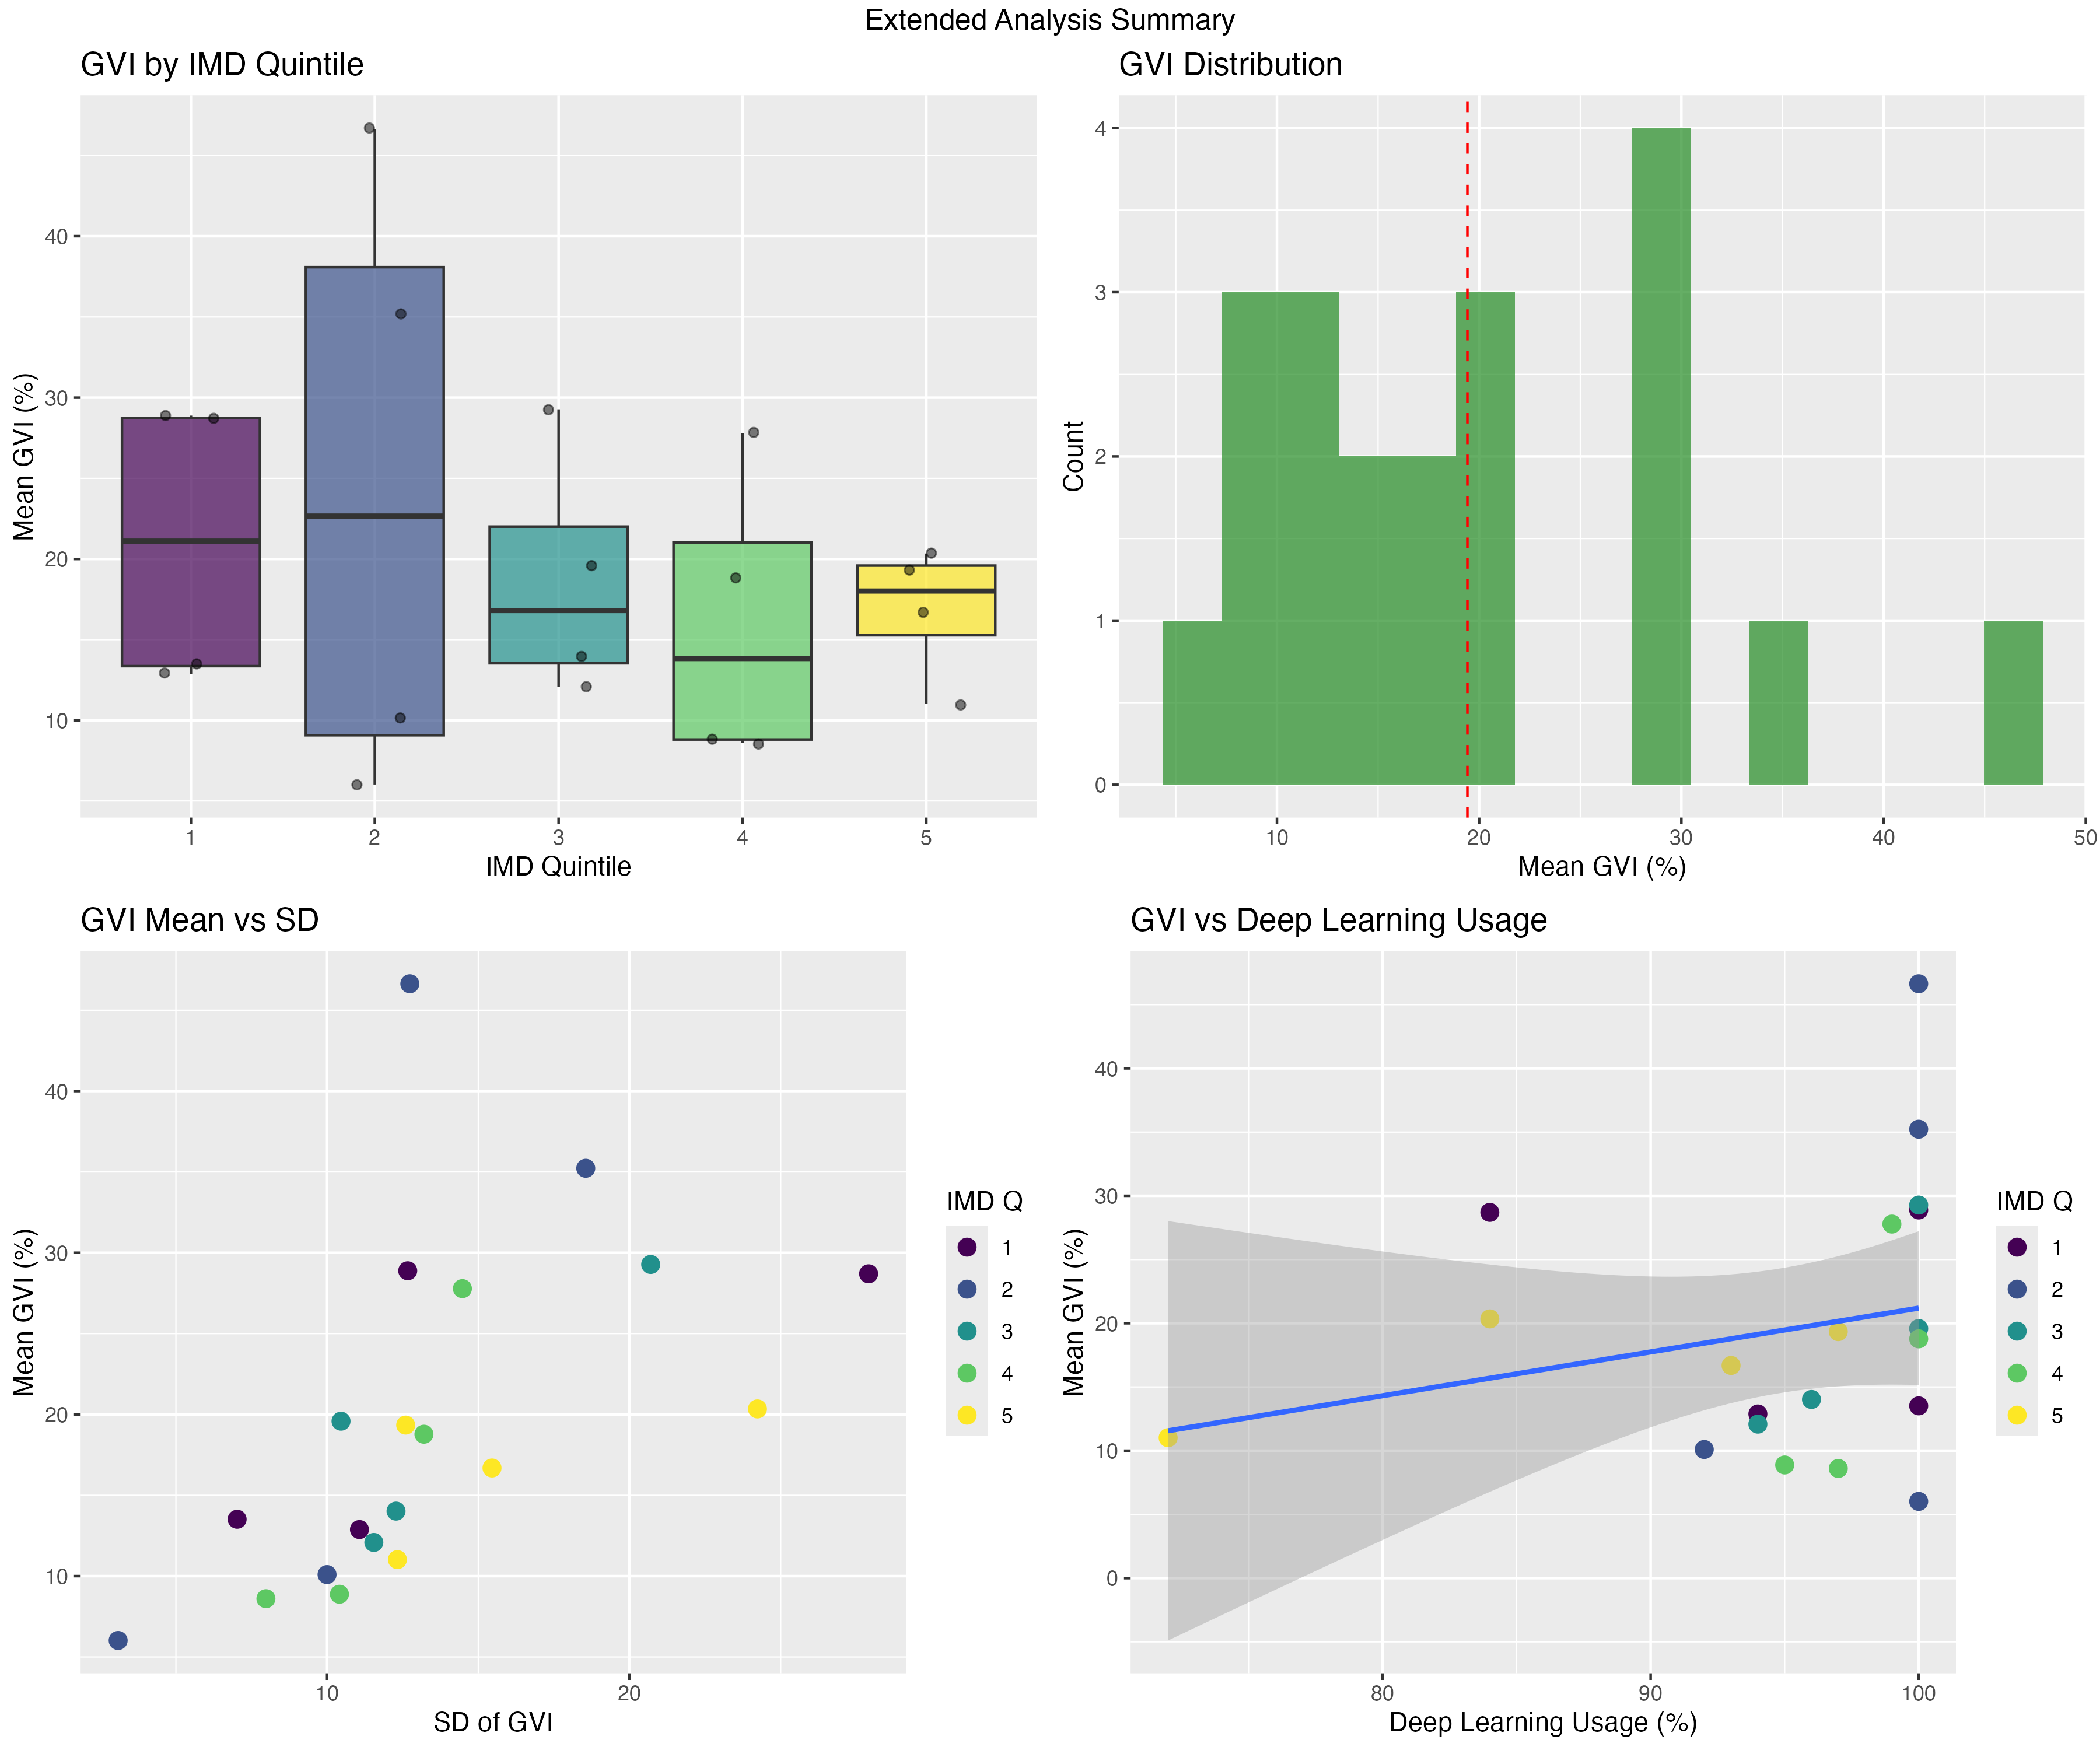 Extended Analysis Summary
GVI by IMD Quintile
Mean GVI (%)
40
30
20
10
1 2 3 4 5
IMD Quintile
GVI Distribution
Count
4
3
2
1
0
10 20 30 40 50
Mean GVI (%)
GVI Mean vs SD
Mean GVI (%)
40
30
20
10
10 20
SD of GVI
IMD Q
1
2
3
4
5
GVI vs Deep Learning Usage
Mean GVI (%)
40
30
20
10
0
80 90 100
Deep Learning Usage (%)
IMD Q
1
2
3
4
5